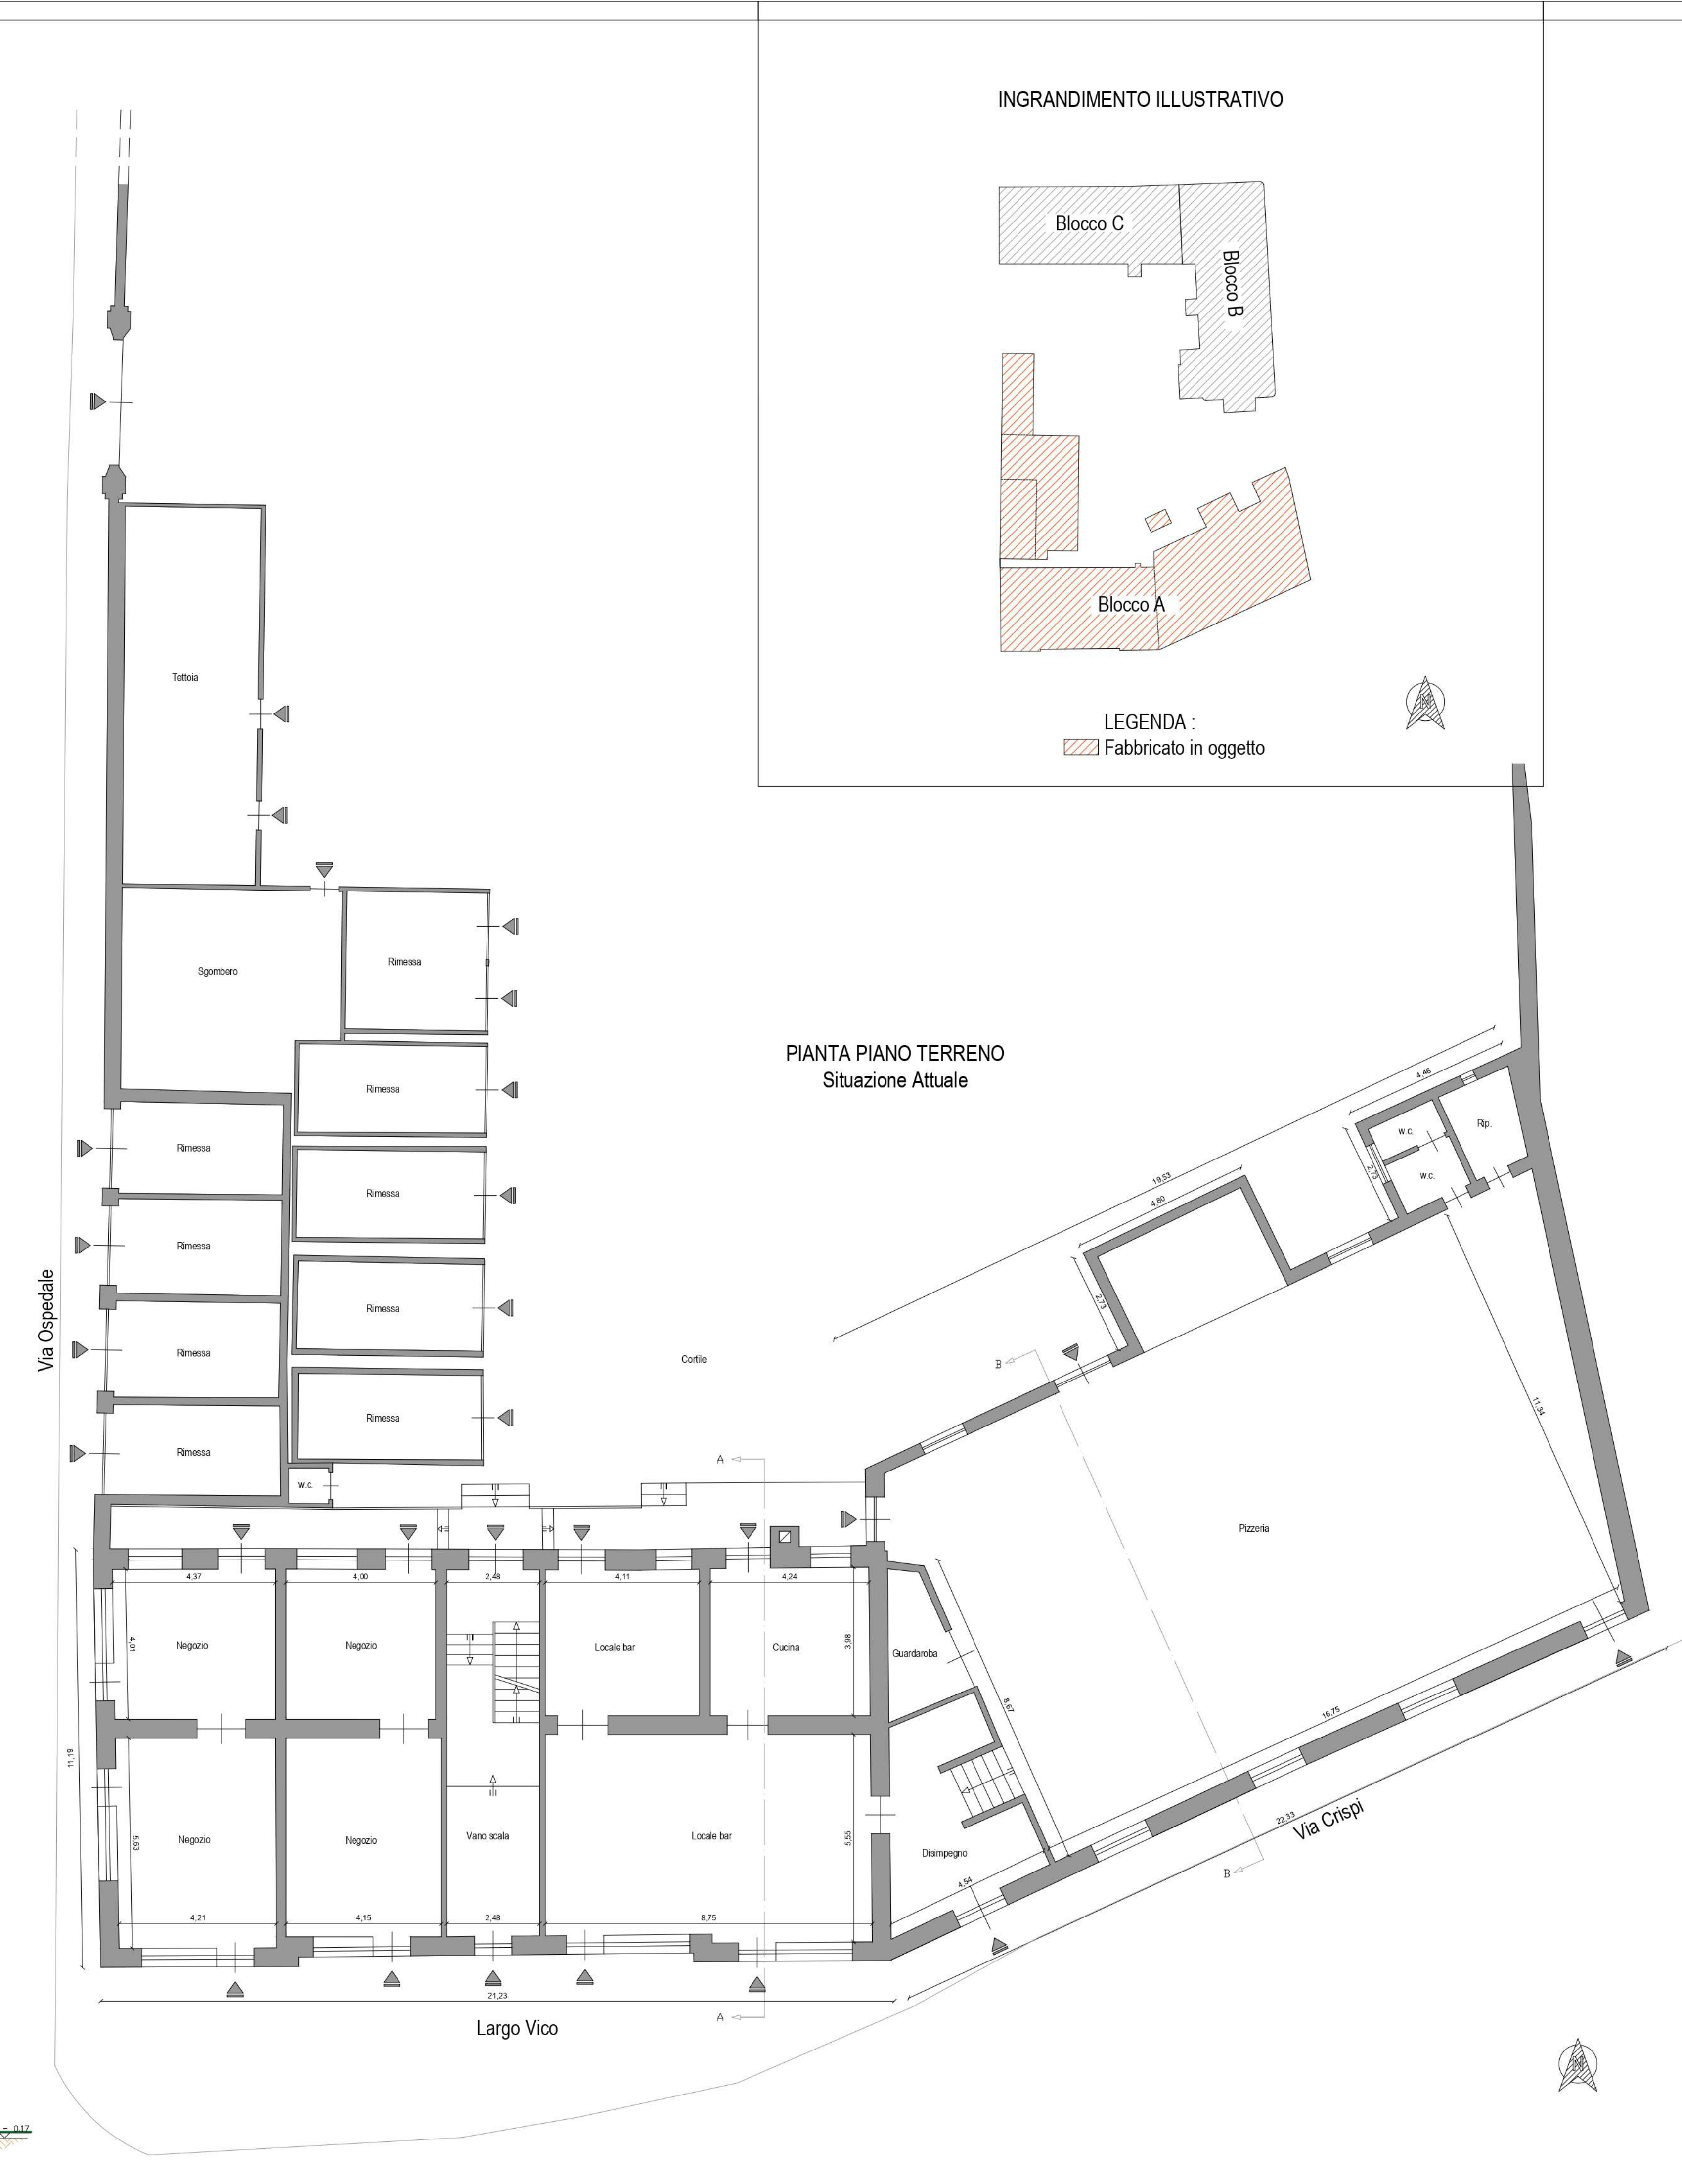 INGRANDIMENTO ILLUSTRATIVO
Blocco C
Blocco B
Blocco A
N
LEGENDA :
Fabbricato in oggetto
Tettoia
Sgombero
Rimessa
Rimessa
Rimessa
Rimessa
Rimessa
Rimessa
Rimessa
Rimessa
Rimessa
w.c.
Via Ospedale
PIANTA PIANO TERRENO
Situazione Attuale
Cortile
4,46
w.c.
Rip.
w.c.
2,73
19,53
4,80
2,73
11,34
B
A
Pizzeria
4,37
4,00
2,48
4,11
4,24
4,01
Negozio
Negozio
Locale bar
Cucina
3,98
Guardaroba
8,67
16,75
11,19
5,63
Negozio
Negozio
Vano scala
Locale bar
5,55
Disimpegno
4,54
22,33
Via Crispi
B
4,21
4,15
2,48
8,75
21,23
A
Largo Vico
N